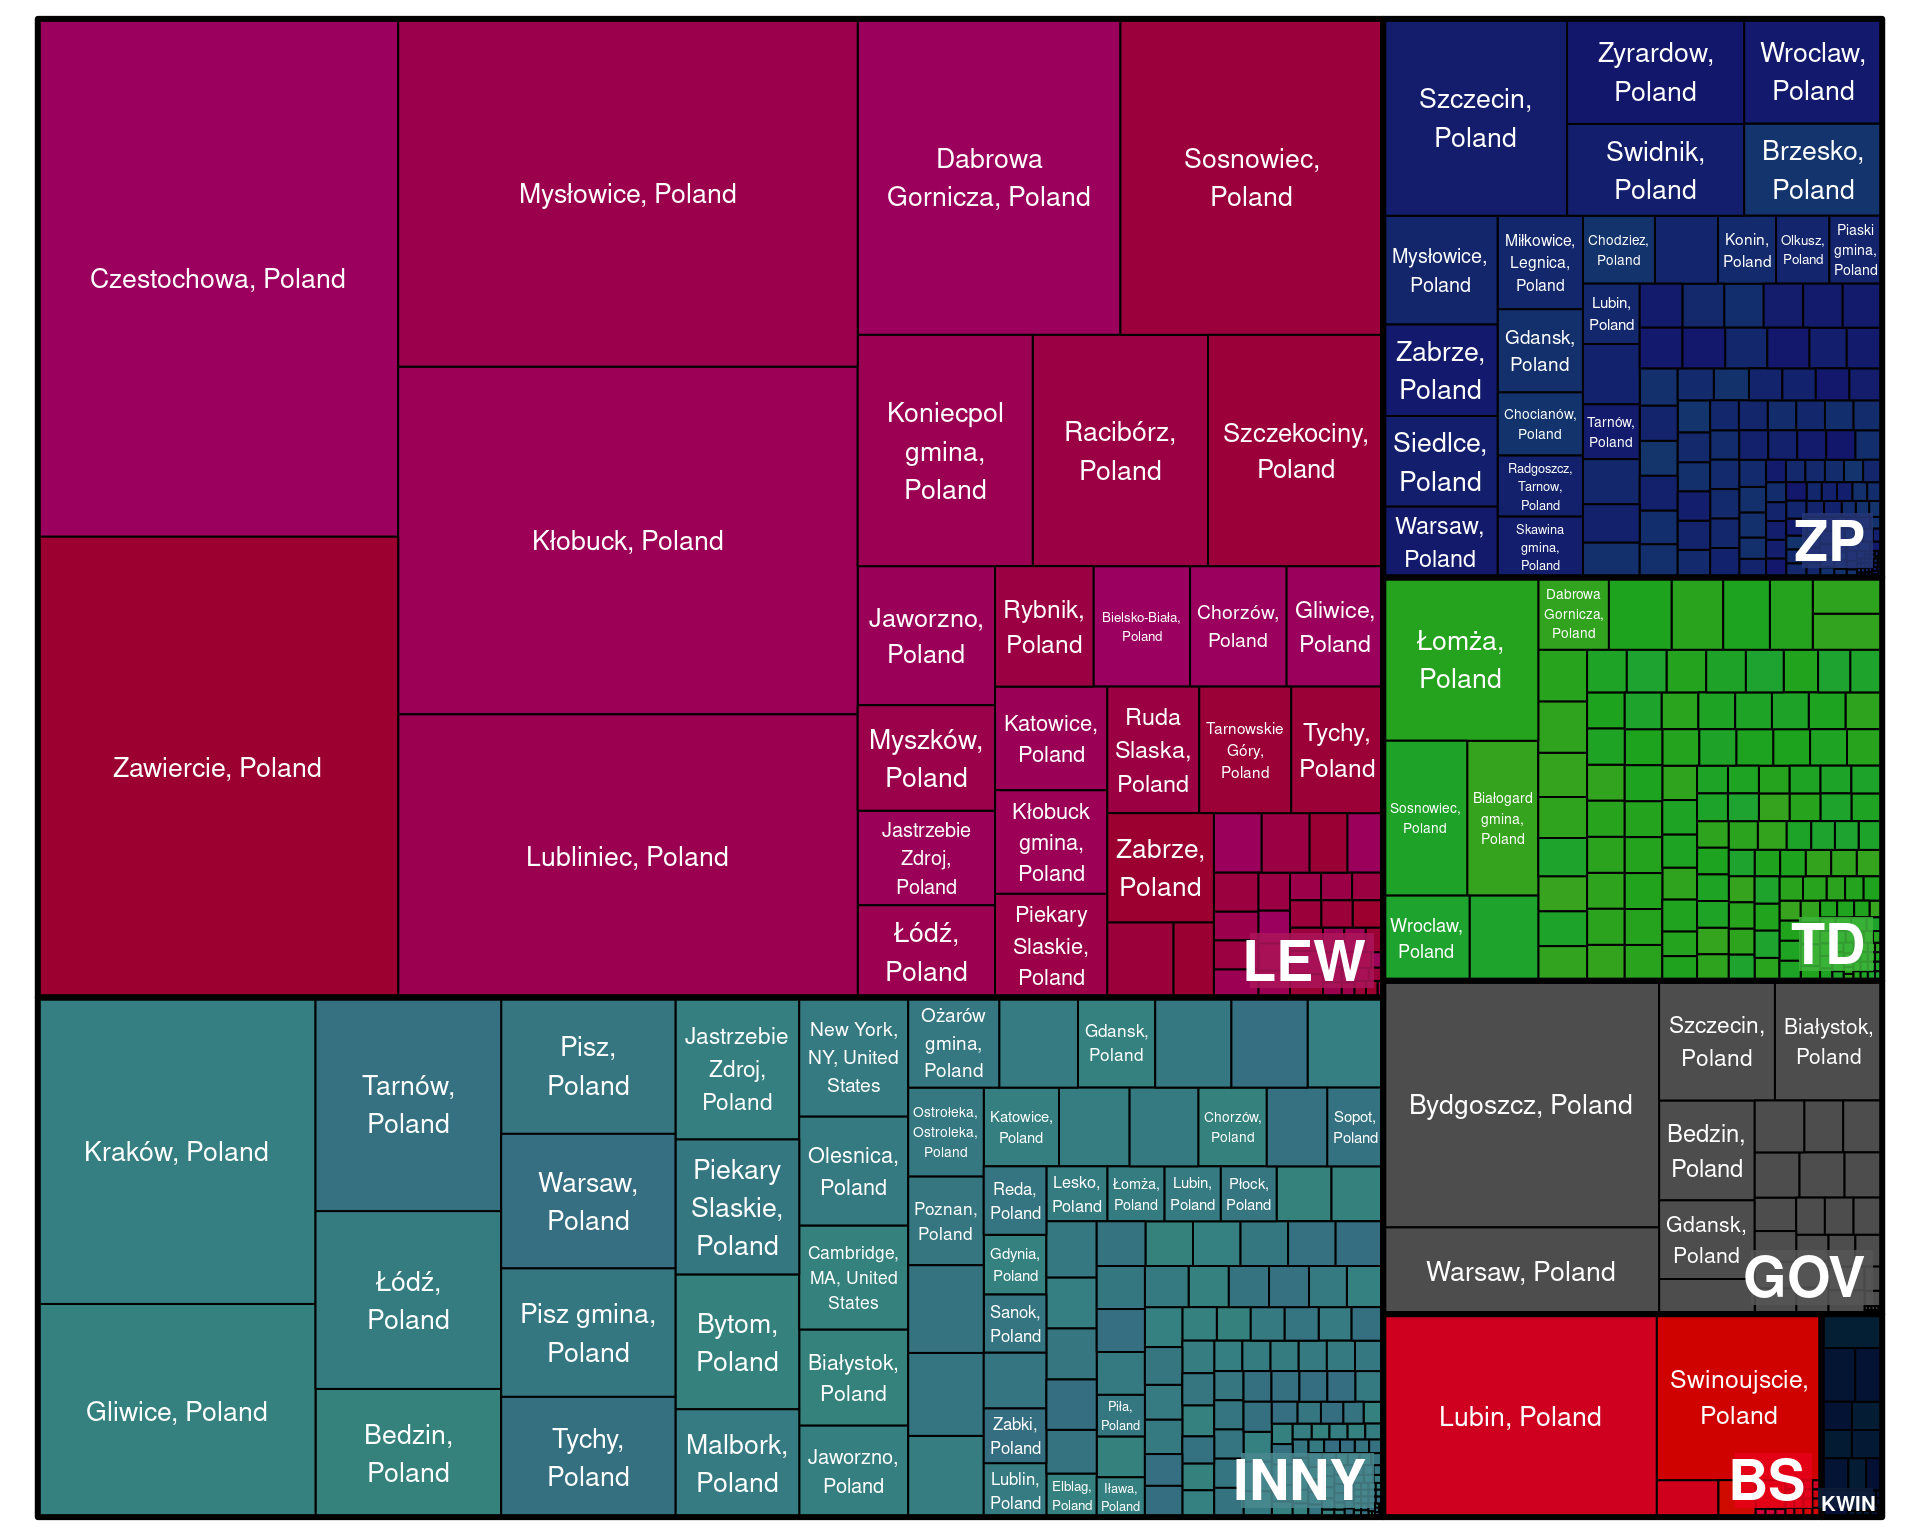 Czestochowa, Poland
Zawiercie, Poland
Mysłowice, Poland
Kłobuck, Poland
Lubliniec, Poland
Dabrowa
Gornicza, Poland
Sosnowiec,
Poland
Koniecpol
gmina,
Poland
Racibórz,
Poland
Szczekociny,
Poland
Jaworzno,
Poland
Myszków,
Poland
Jastrzebie
Zdroj,
Poland
Łódź,
Poland
Rybnik,
Poland
Bielsko-Biała,
Poland
Chorzów,
Poland
Gliwice,
Poland
Katowice,
Poland
Kłobuck
gmina,
Poland
Piekary
Slaskie,
Poland
Ruda
Slaska,
Poland
Tarnowskie
Góry,
Poland
Tychy,
Poland
Zabrze,
Poland
LEW
Szczecin,
Poland
Zyrardow,
Poland
Wroclaw,
Poland
Swidnik,
Poland
Brzesko,
Poland
Mysłowice,
Poland
Zabrze,
Poland
Siedlce,
Poland
Warsaw,
Poland
Miłkowice,
Legnica,
Poland
Gdansk,
Poland
Chocianów,
Poland
Radgoszcz,
Tarnow,
Poland
Skawina
gmina,
Poland
Chodziez,
Poland
Konin,
Poland
Olkusz,
Poland
Piaski
gmina,
Poland
Lubin,
Poland
Tarnów,
Poland
ZP
Łomża,
Poland
Dabrowa
Gornicza,
Poland
Sosnowiec,
Poland
Białogard
gmina,
Poland
Wroclaw,
Poland
TD
Kraków, Poland
Gliwice, Poland
Tarnów,
Poland
Łódź,
Poland
Bedzin,
Poland
Pisz,
Poland
Warsaw,
Poland
Pisz gmina,
Poland
Tychy,
Poland
Jastrzebie
Zdroj,
Poland
Piekary
Slaskie,
Poland
Bytom,
Poland
Malbork,
Poland
New York,
NY, United
States
Olesnica,
Poland
Cambridge,
MA, United
States
Białystok,
Poland
Jaworzno,
Poland
Ożarów
gmina,
Poland
Gdansk,
Poland
Ostrołeka,
Ostroleka,
Poland
Poznan,
Poland
Katowice,
Poland
Chorzów,
Poland
Sopot,
Poland
Reda,
Poland
Gdynia,
Poland
Sanok,
Poland
Zabki,
Poland
Lublin,
Poland
Lesko,
Poland
Łomża,
Poland
Lubin,
Poland
Płock,
Poland
Piła,
Poland
Elblag,
Poland
Iława,
Poland
INNY
Bydgoszcz, Poland
Warsaw, Poland
Szczecin,
Poland
Białystok,
Poland
Bedzin,
Poland
Gdansk,
Poland
GOV
Lubin, Poland
Swinoujscie,
Poland
BS
KWIN